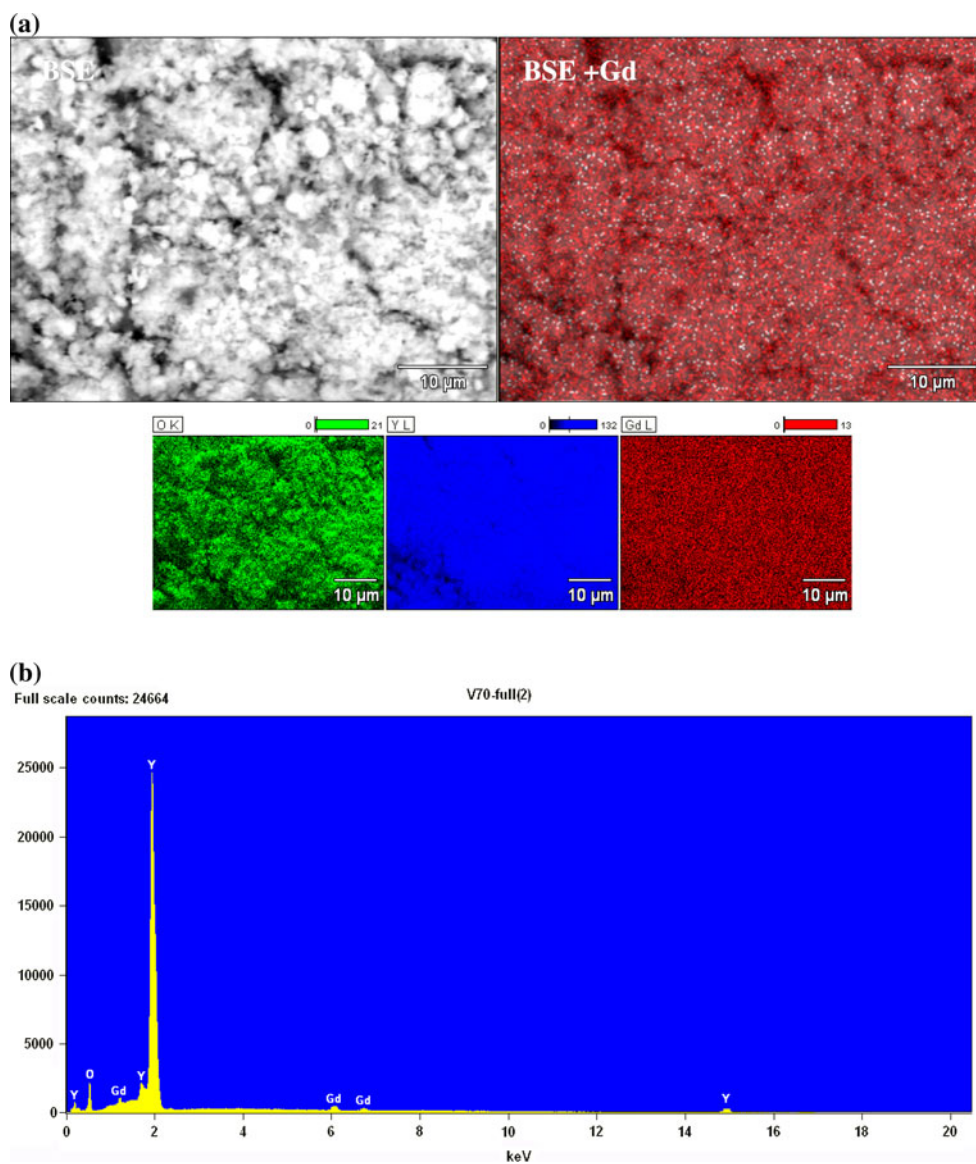 (a)
BSE
BSE +Gd
10 µm
10 µm
O K 0 21
Y L 0 132
Gd L 0 13
10 µm
10 µm
10 µm
(b)
Full scale counts: 24664
V70-full(2)
25000
20000
15000
10000
5000
0
Y
O
Gd
Y
Y
Gd
Gd
Y
0 2 4 6 8 10 12 14 16 18 20
keV